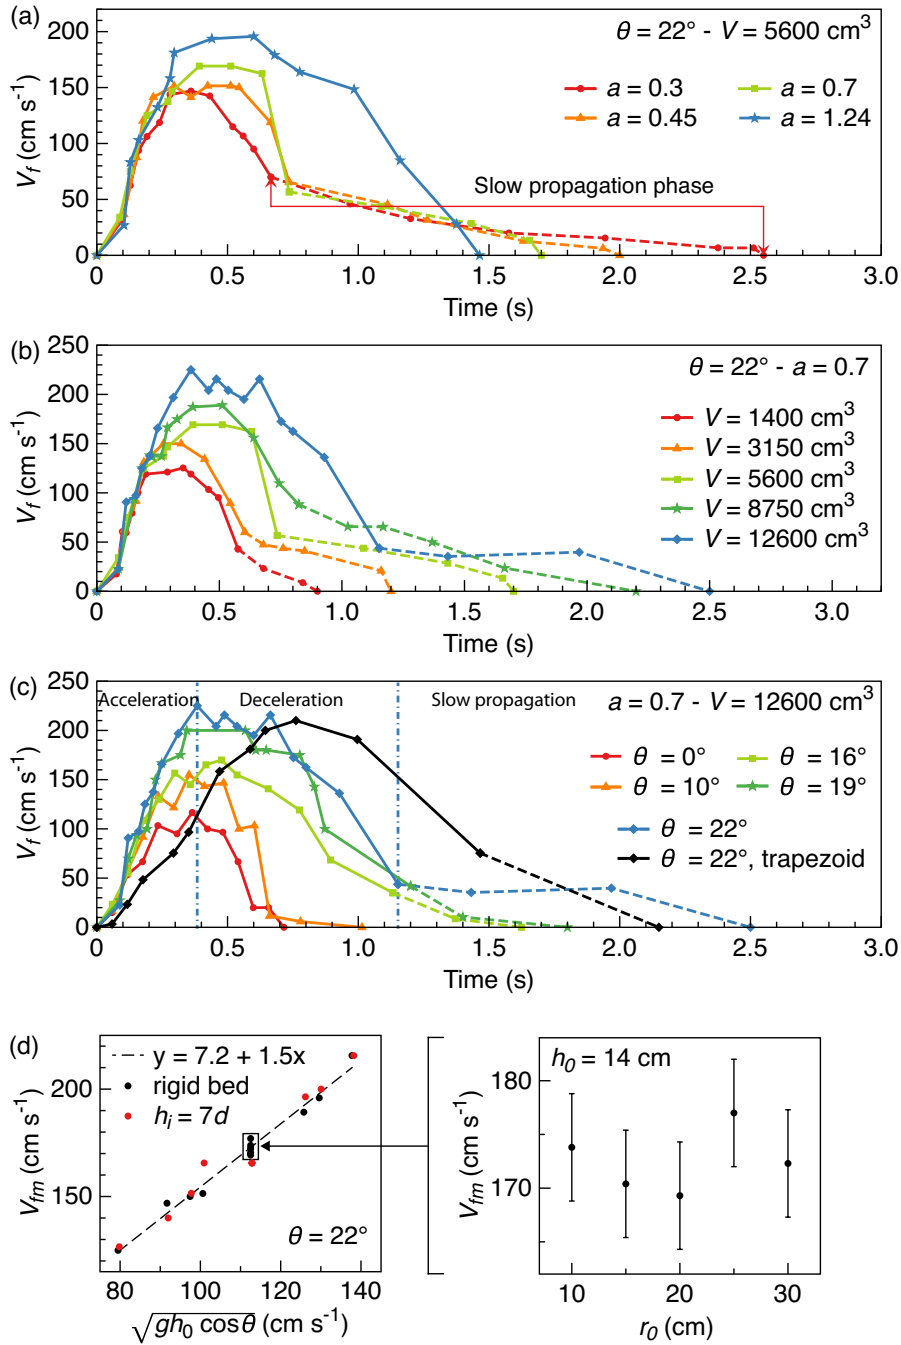 (a)
θ = 22° - V = 5600 cm³
a = 0.3
a = 0.7
a = 0.45
a = 1.24
Slow propagation phase
V_f (cm s⁻¹)
200
150
100
50
0
0 0.5 1.0 1.5 2.0 2.5 3.0
Time (s)
(b)
θ = 22° - a = 0.7
V = 1400 cm³
V = 3150 cm³
V = 5600 cm³
V = 8750 cm³
V = 12600 cm³
V_f (cm s⁻¹)
250
200
150
100
50
0
0 0.5 1.0 1.5 2.0 2.5 3.0
Time (s)
(c)
Acceleration Deceleration Slow propagation
a = 0.7 - V = 12600 cm³
θ = 0°
θ = 16°
θ = 10°
θ = 19°
θ = 22°
θ = 22°, trapezoid
V_f (cm s⁻¹)
250
200
150
100
50
0
0 0.5 1.0 1.5 2.0 2.5 3.0
Time (s)
(d)
y = 7.2 + 1.5x
rigid bed
h_i = 7d
θ = 22°
V_fm (cm s⁻¹)
200
150
80 100 120 140
√gh₀ cosθ (cm s⁻¹)
h₀ = 14 cm
V_fm (cm s⁻¹)
180
170
10 20 30
r₀ (cm)